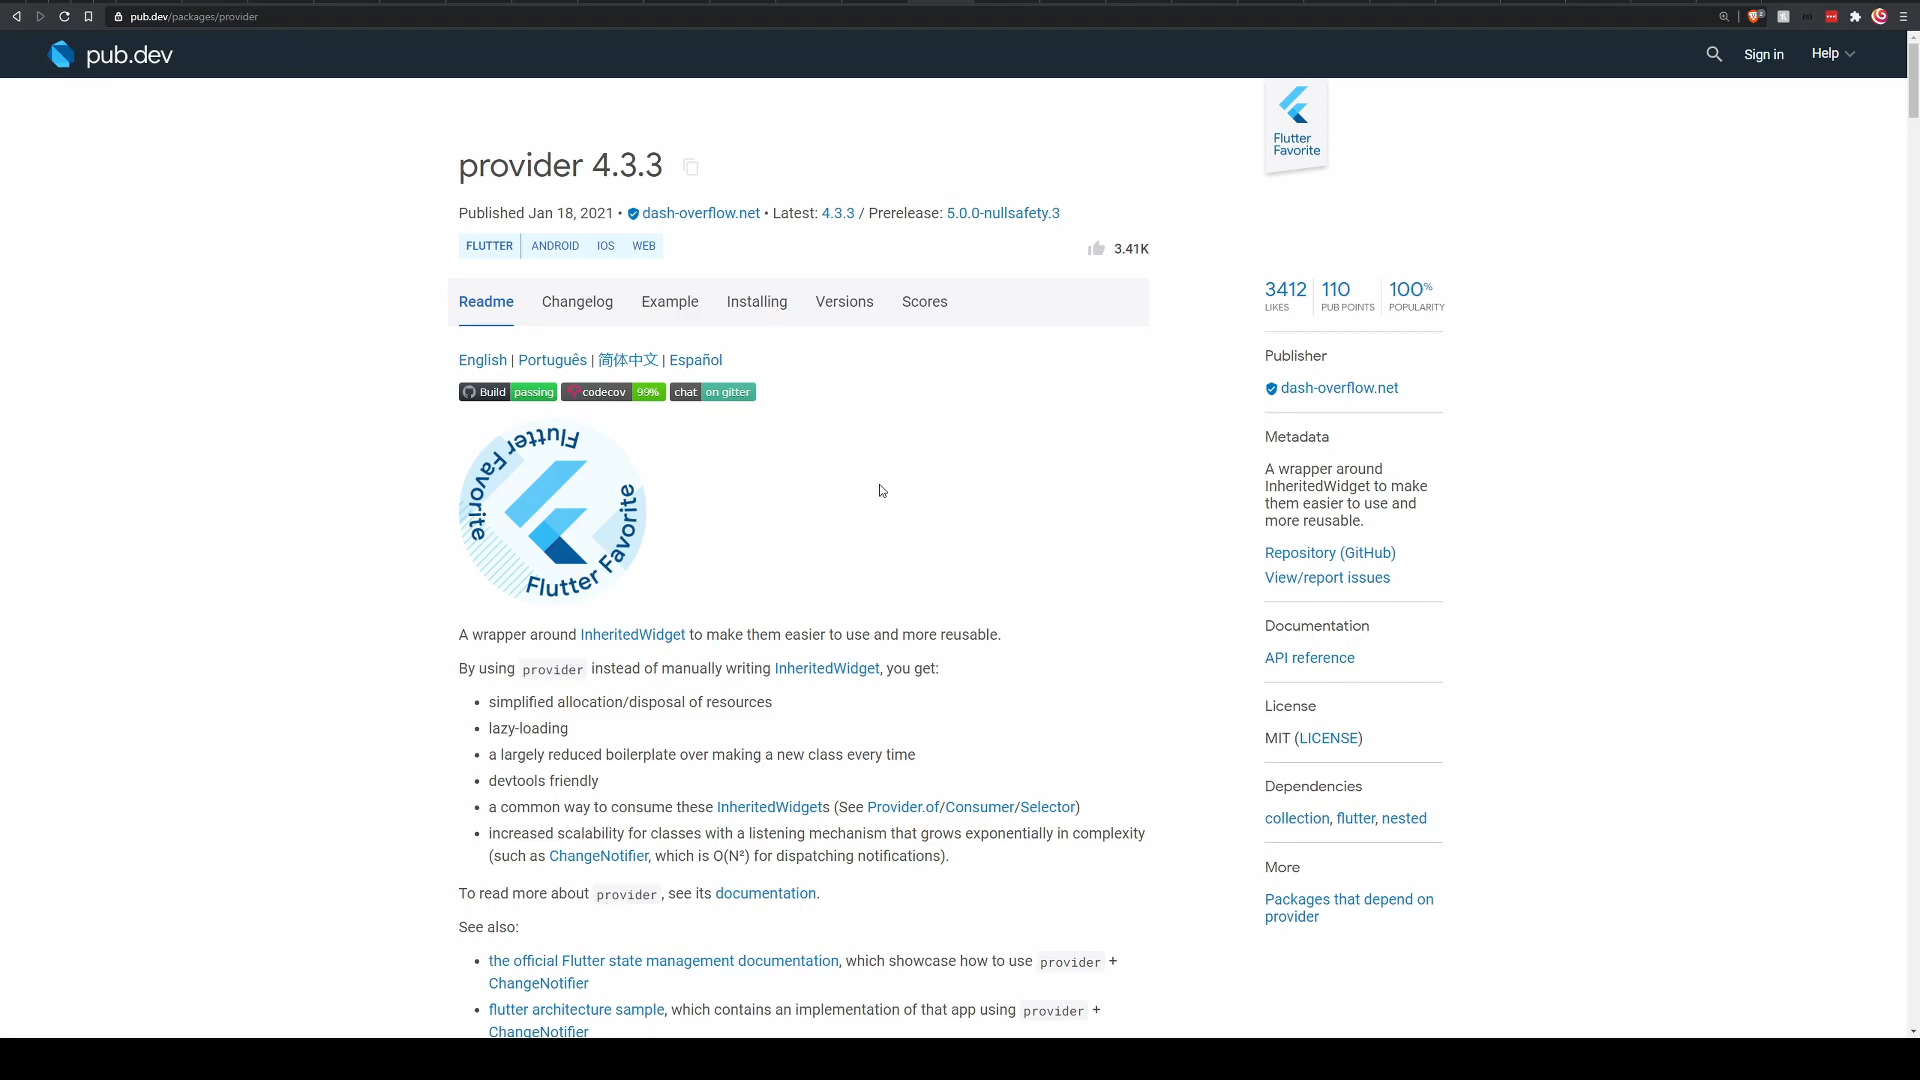 pub.dev/packages/provider
pub.dev
Sign in
Help
Flutter
Favorite
provider 4.3.3
Published Jan 18, 2021 • dash-overflow.net • Latest: 4.3.3 / Prerelease: 5.0.0-nullsafety.3
FLUTTER ANDROID IOS WEB
3.41K
Readme Changelog Example Installing Versions Scores
English | Português | 简体中文 | Español
Build passing codecov 99% chat on gitter
Flutter Favorite Flutter Favorite
A wrapper around InheritedWidget to make them easier to use and more reusable.
By using provider instead of manually writing InheritedWidget, you get:
• simplified allocation/disposal of resources
• lazy-loading
• a largely reduced boilerplate over making a new class every time
• devtools friendly
• a common way to consume these InheritedWidgets (See Provider.of/Consumer/Selector)
• increased scalability for classes with a listening mechanism that grows exponentially in complexity
(such as ChangeNotifier, which is O(N²) for dispatching notifications).
To read more about provider, see its documentation.
See also:
• the official Flutter state management documentation, which showcase how to use provider +
ChangeNotifier
• flutter architecture sample, which contains an implementation of that app using provider +
ChangeNotifier
3412 110 100%
LIKES PUB POINTS POPULARITY
Publisher
dash-overflow.net
Metadata
A wrapper around
InheritedWidget to make
them easier to use and
more reusable.
Repository (GitHub)
View/report issues
Documentation
API reference
License
MIT (LICENSE)
Dependencies
collection, flutter, nested
More
Packages that depend on
provider